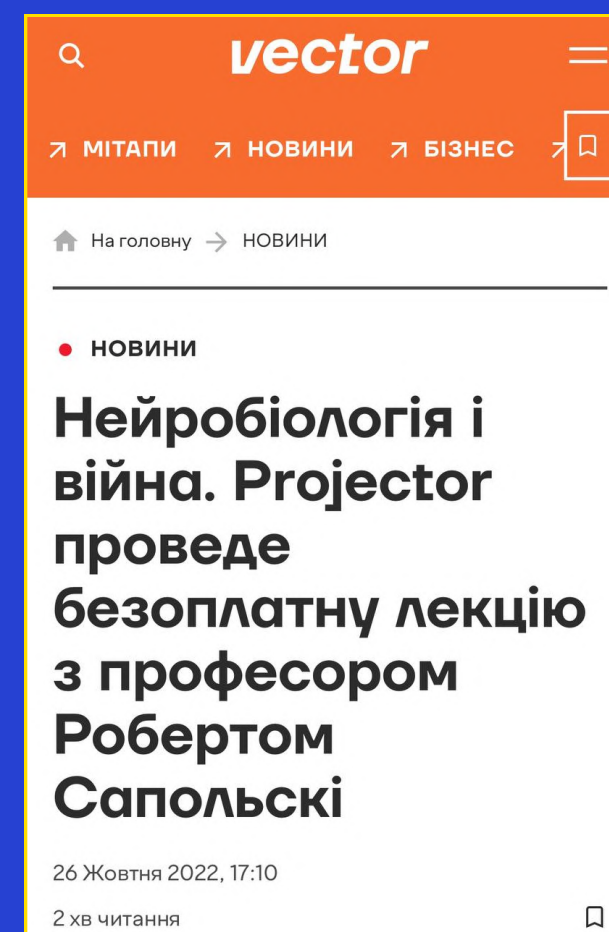 vector
МІТАПИ НОВИНИ БІЗНЕС
На головну → НОВИНИ
• НОВИНИ
Нейробіологія і
війна. Projector
проведе
безоплатну лекцію
з професором
Робертом
Сапольскі
26 Жовтня 2022, 17:10
2 хв читання